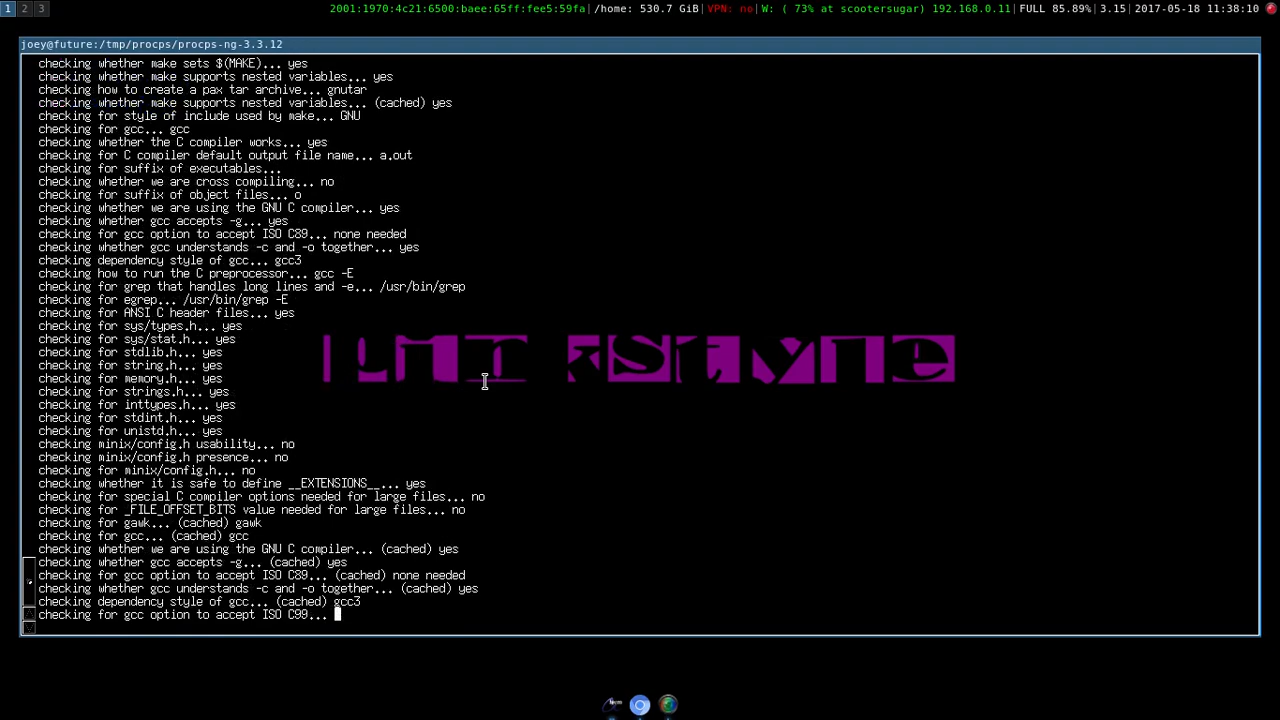 1 2 3 2001:1970:4c21:6500:baee:65ff:fee5:59fa|/home: 530.7 GiB|VPN: no|W: ( 73% at scootersugar) 192.168.0.11|FULL 85.89%|3.15|2017-05-18 11:38:10
joey@future:/tmp/procps/procps-ng-3.3.12
checking whether make sets $(MAKE)... yes
checking whether make supports nested variables... yes
checking how to create a pax tar archive... gnutar
checking whether make supports nested variables... (cached) yes
checking for style of include used by make... GNU
checking for gcc... gcc
checking whether the C compiler works... yes
checking for C compiler default output file name... a.out
checking for suffix of executables...
checking whether we are cross compiling... no
checking for suffix of object files... o
checking whether we are using the GNU C compiler... yes
checking whether gcc accepts -g... yes
checking for gcc option to accept ISO C89... none needed
checking whether gcc understands -c and -o together... yes
checking dependency style of gcc... gcc3
checking how to run the C preprocessor... gcc -E
checking for grep that handles long lines and -e... /usr/bin/grep
checking for egrep... /usr/bin/grep -E
checking for ANSI C header files... yes
checking for sys/types.h... yes
checking for sys/stat.h... yes
checking for stdlib.h... yes
checking for string.h... yes
checking for memory.h... yes
checking for strings.h... yes
checking for inttypes.h... yes
checking for stdint.h... yes
checking for unistd.h... yes
checking minix/config.h usability... no
checking minix/config.h presence... no
checking for minix/config.h... no
checking whether it is safe to define __EXTENSIONS__... yes
checking for special C compiler options needed for large files... no
checking for _FILE_OFFSET_BITS value needed for large files... no
checking for gawk... (cached) gawk
checking for gcc... (cached) gcc
checking whether we are using the GNU C compiler... (cached) yes
checking whether gcc accepts -g... (cached) yes
checking for gcc option to accept ISO C89... (cached) none needed
checking whether gcc understands -c and -o together... (cached) yes
checking dependency style of gcc... (cached) gcc3
checking for gcc option to accept ISO C99...